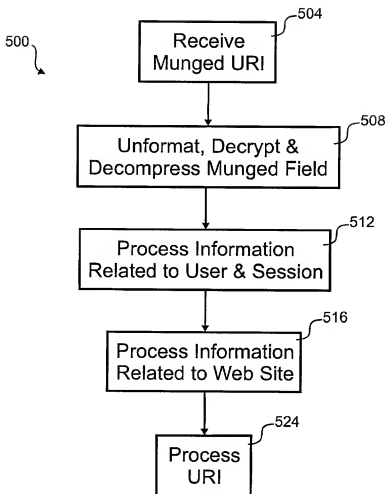 500
504
Receive
Munged URI
508
Unformat, Decrypt &
Decompress Munged Field
512
Process Information
Related to User & Session
516
Process Information
Related to Web Site
524
Process
URI